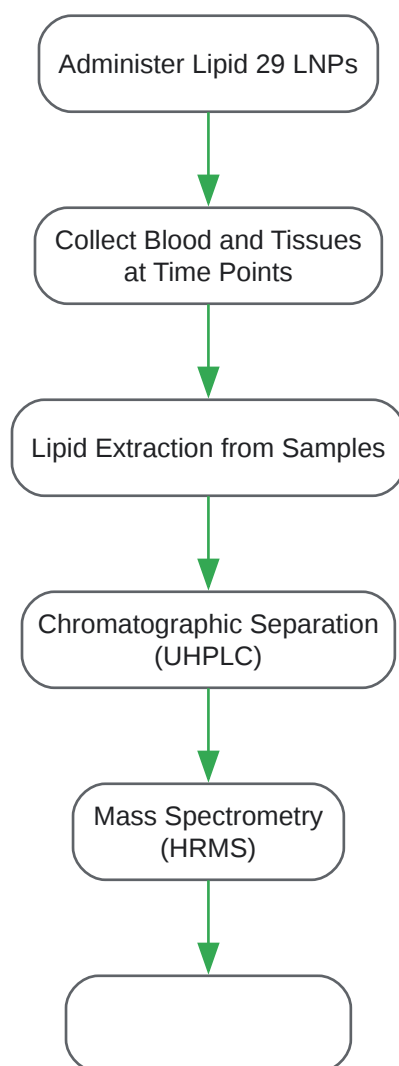 Administer Lipid 29 LNPs
Collect Blood and Tissues
at Time Points
Lipid Extraction from Samples
Chromatographic Separation
(UHPLC)
Mass Spectrometry
(HRMS)